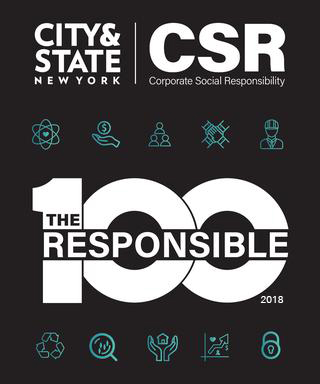 CITY&
STATE
NEW YORK
CSR
Corporate Social Responsibility
$
100
THE
RESPONSIBLE
2018